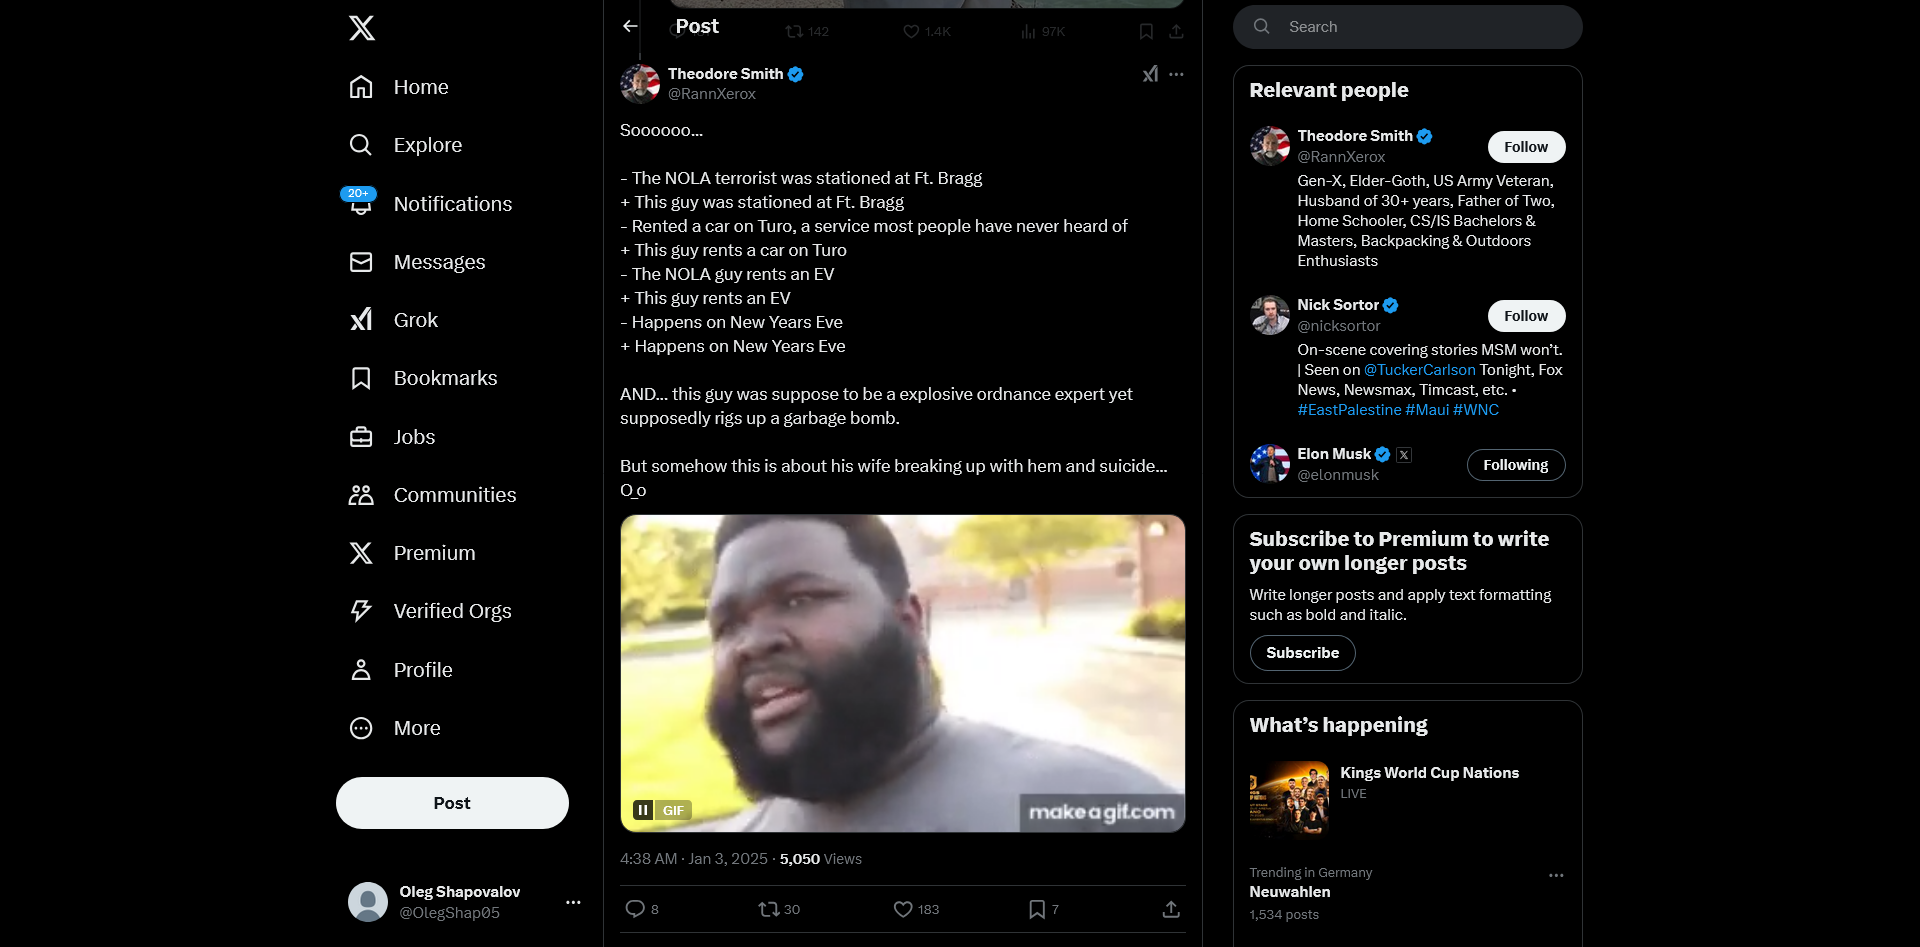 Home
Explore
20+
Notifications
Messages
Grok
Bookmarks
Jobs
Communities
Premium
Verified Orgs
Profile
More
Post
Oleg Shapovalov
@OlegShap05
Post
142
1.4K
97K
Theodore Smith
@RannXerox
Soooooo...
- The NOLA terrorist was stationed at Ft. Bragg
+ This guy was stationed at Ft. Bragg
- Rented a car on Turo, a service most people have never heard of
+ This guy rents a car on Turo
- The NOLA guy rents an EV
+ This guy rents an EV
- Happens on New Years Eve
+ Happens on New Years Eve
AND... this guy was suppose to be a explosive ordnance expert yet
supposedly rigs up a garbage bomb.
But somehow this is about his wife breaking up with hem and suicide...
O_o
GIF
makeagif.com
4:38 AM · Jan 3, 2025 · 5,050 Views
8
30
183
7
Search
Relevant people
Theodore Smith
@RannXerox
Follow
Gen-X, Elder-Goth, US Army Veteran,
Husband of 30+ years, Father of Two,
Home Schooler, CS/IS Bachelors &
Masters, Backpacking & Outdoors
Enthusiasts
Nick Sortor
@nicksortor
Follow
On-scene covering stories MSM won't.
| Seen on @TuckerCarlson Tonight, Fox
News, Newsmax, Timcast, etc. •
#EastPalestine #Maui #WNC
Elon Musk
@elonmusk
Following
Subscribe to Premium to write
your own longer posts
Write longer posts and apply text formatting
such as bold and italic.
Subscribe
What's happening
Kings World Cup Nations
LIVE
Trending in Germany
Neuwahlen
1,534 posts